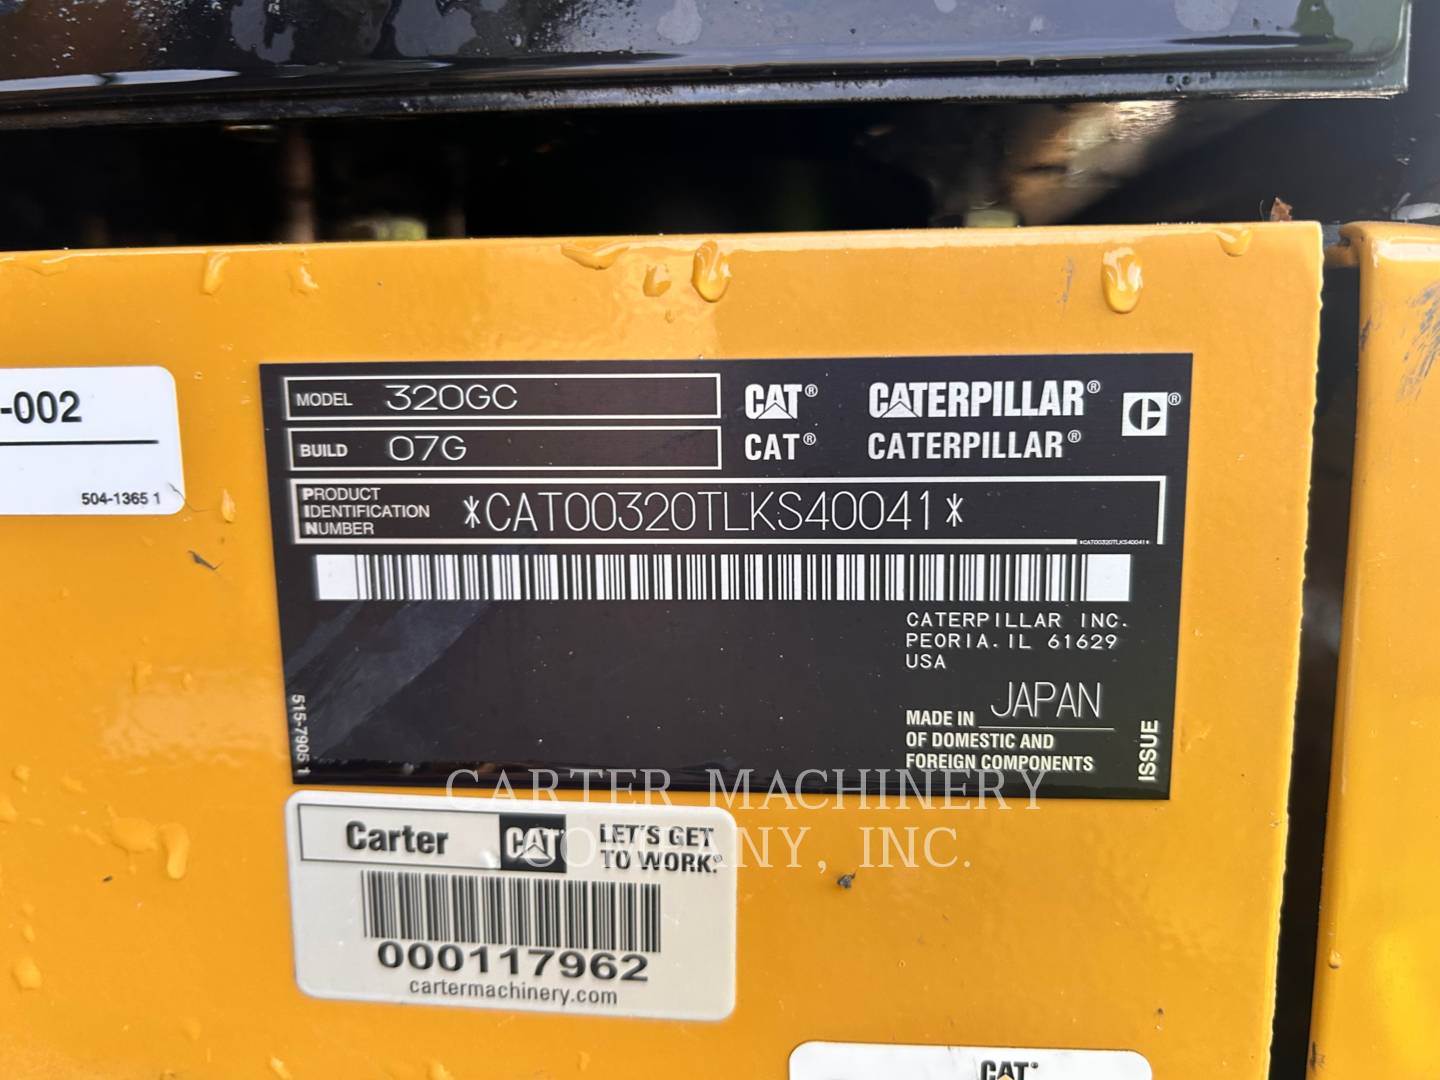 -002
504-1365 1
MODEL 320GC
BUILD 07G
CAT® CATERPILLAR® C®
CAT® CATERPILLAR®
PRODUCT
IDENTIFICATION
NUMBER
*CAT00320TLKS40041*
*CAT00320TLKS40041*
CATERPILLAR INC.
PEORIA. IL 61629
USA
MADE IN JAPAN
OF DOMESTIC AND
FOREIGN COMPONENTS
ISSUE
515-7905 1
CARTER MACHINERY
COMPANY, INC.
Carter CAT LET'S GET
TO WORK.®
000117962
cartermachinery.com
CAT®